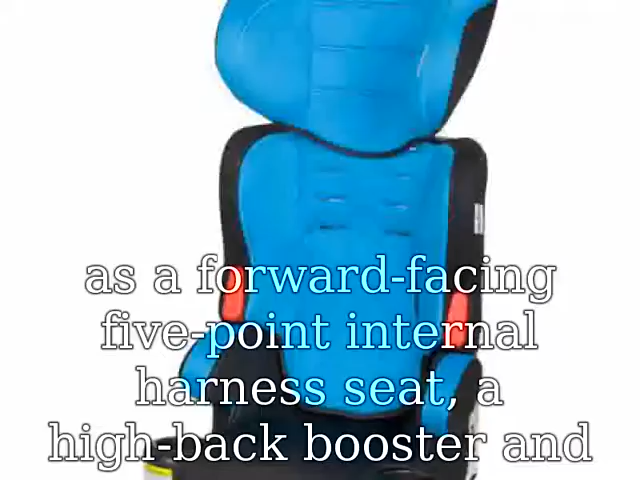 as a forward-facing
five-point internal
harness seat, a
high-back booster and